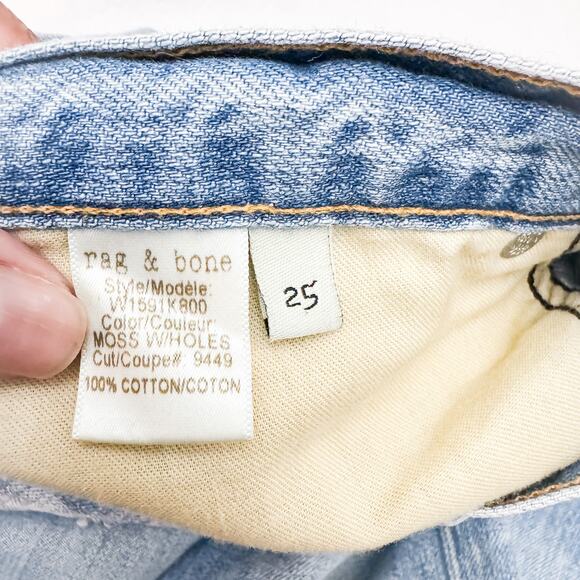 rag & bone
Style/Modèle:
W1591K800
Color/Couleur:
MOSS W/HOLES
Cut/Coupe#: 9449
100% COTTON/COTON
25